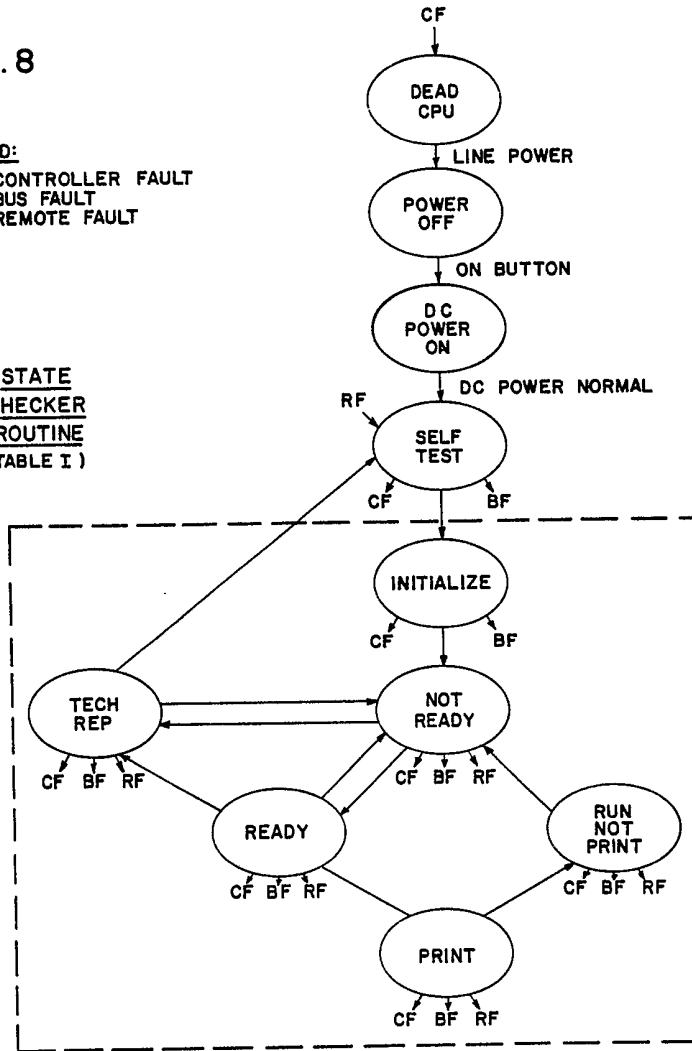 .8
D:
CONTROLLER FAULT
BUS FAULT
REMOTE FAULT
STATE
HECKER
ROUTINE
TABLE I )
CF
DEAD
CPU
LINE POWER
POWER
OFF
ON BUTTON
DC
POWER
ON
DC POWER NORMAL
RF
SELF
TEST
CF BF
INITIALIZE
CF BF
TECH
REP
CF BF RF
NOT
READY
CF BF RF
READY
CF BF RF
RUN
NOT
PRINT
CF BF RF
PRINT
CF BF RF